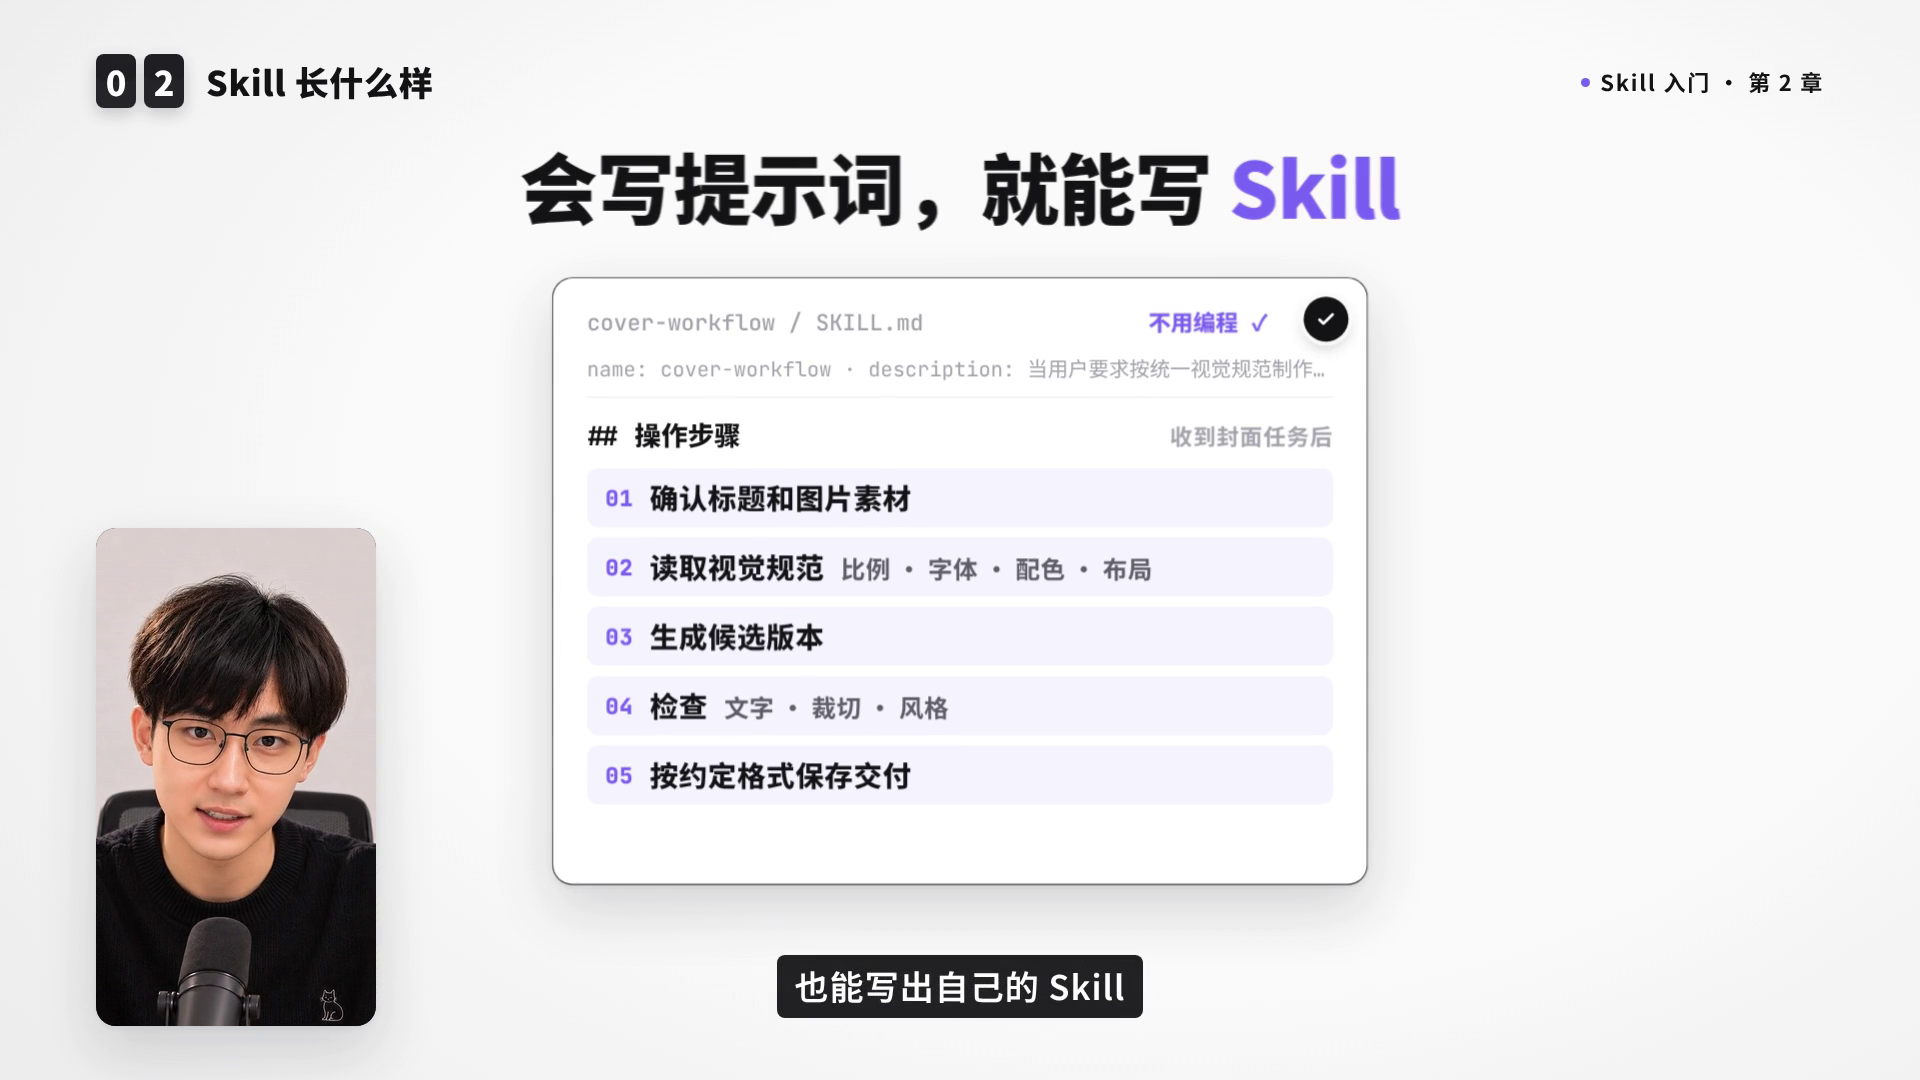 02 Skill 长什么样
Skill 入门 · 第 2 章
会写提示词，就能写 Skill
cover-workflow / SKILL.md
不用编程 ✓
name: cover-workflow · description: 当用户要求按统一视觉规范制作…
## 操作步骤
收到封面任务后
01 确认标题和图片素材
02 读取视觉规范 比例 · 字体 · 配色 · 布局
03 生成候选版本
04 检查 文字 · 裁切 · 风格
05 按约定格式保存交付
也能写出自己的 Skill